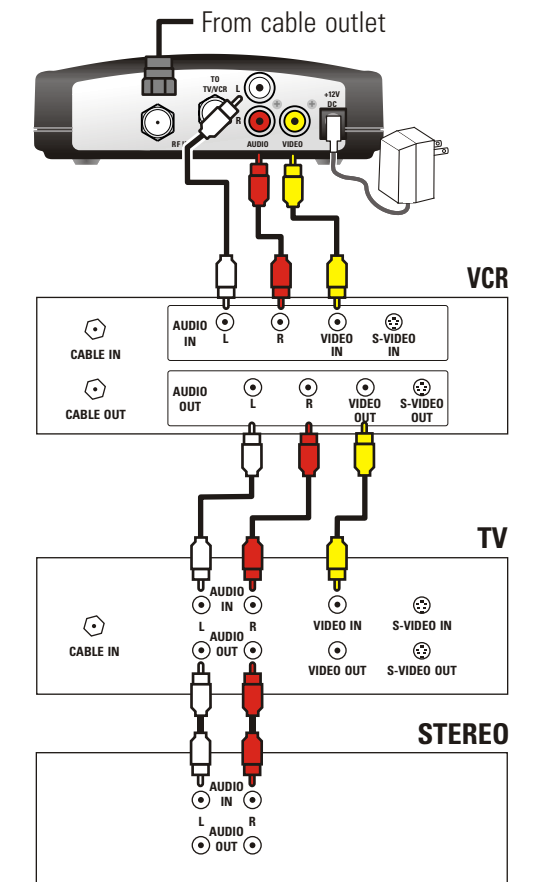 From cable outlet
TO
TV/VCR
L
R
+12V
DC
RF IN
AUDIO
VIDEO
VCR
CABLE IN
AUDIO
IN
L
R
VIDEO
IN
S-VIDEO
IN
CABLE OUT
AUDIO
OUT
L
R
VIDEO
OUT
S-VIDEO
OUT
TV
AUDIO
IN
L
R
VIDEO IN
S-VIDEO IN
CABLE IN
AUDIO
OUT
VIDEO OUT
S-VIDEO OUT
STEREO
AUDIO
IN
L
R
AUDIO
OUT